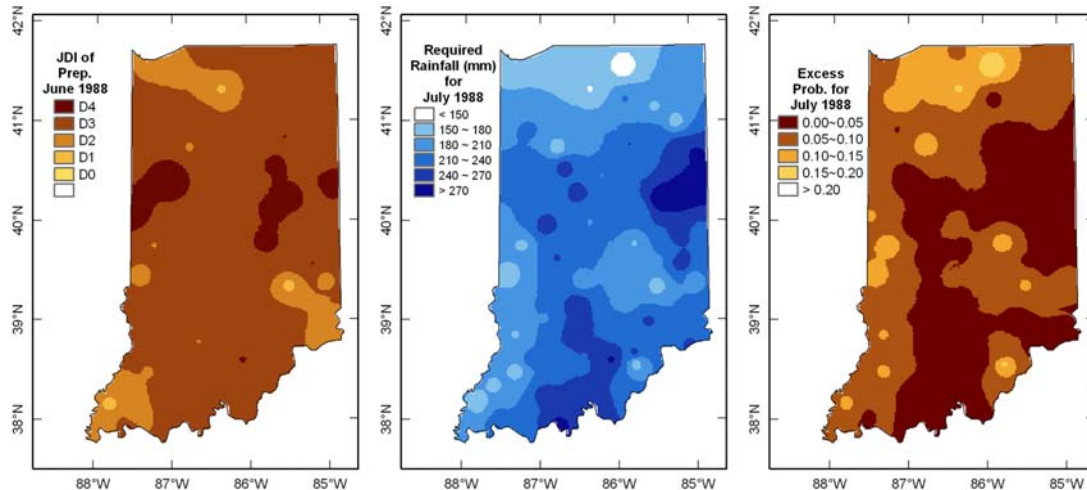 42°N
41°N
40°N
39°N
38°N
88°W
87°W
86°W
85°W
JDI of
Prep.
June 1988
D4
D3
D2
D1
D0
42°N
41°N
40°N
39°N
38°N
88°W
87°W
86°W
85°W
Required
Rainfall (mm)
for
July 1988
< 150
150 ~ 180
180 ~ 210
210 ~ 240
240 ~ 270
> 270
42°N
41°N
40°N
39°N
38°N
88°W
87°W
86°W
85°W
Excess
Prob. for
July 1988
0.00~0.05
0.05~0.10
0.10~0.15
0.15~0.20
> 0.20